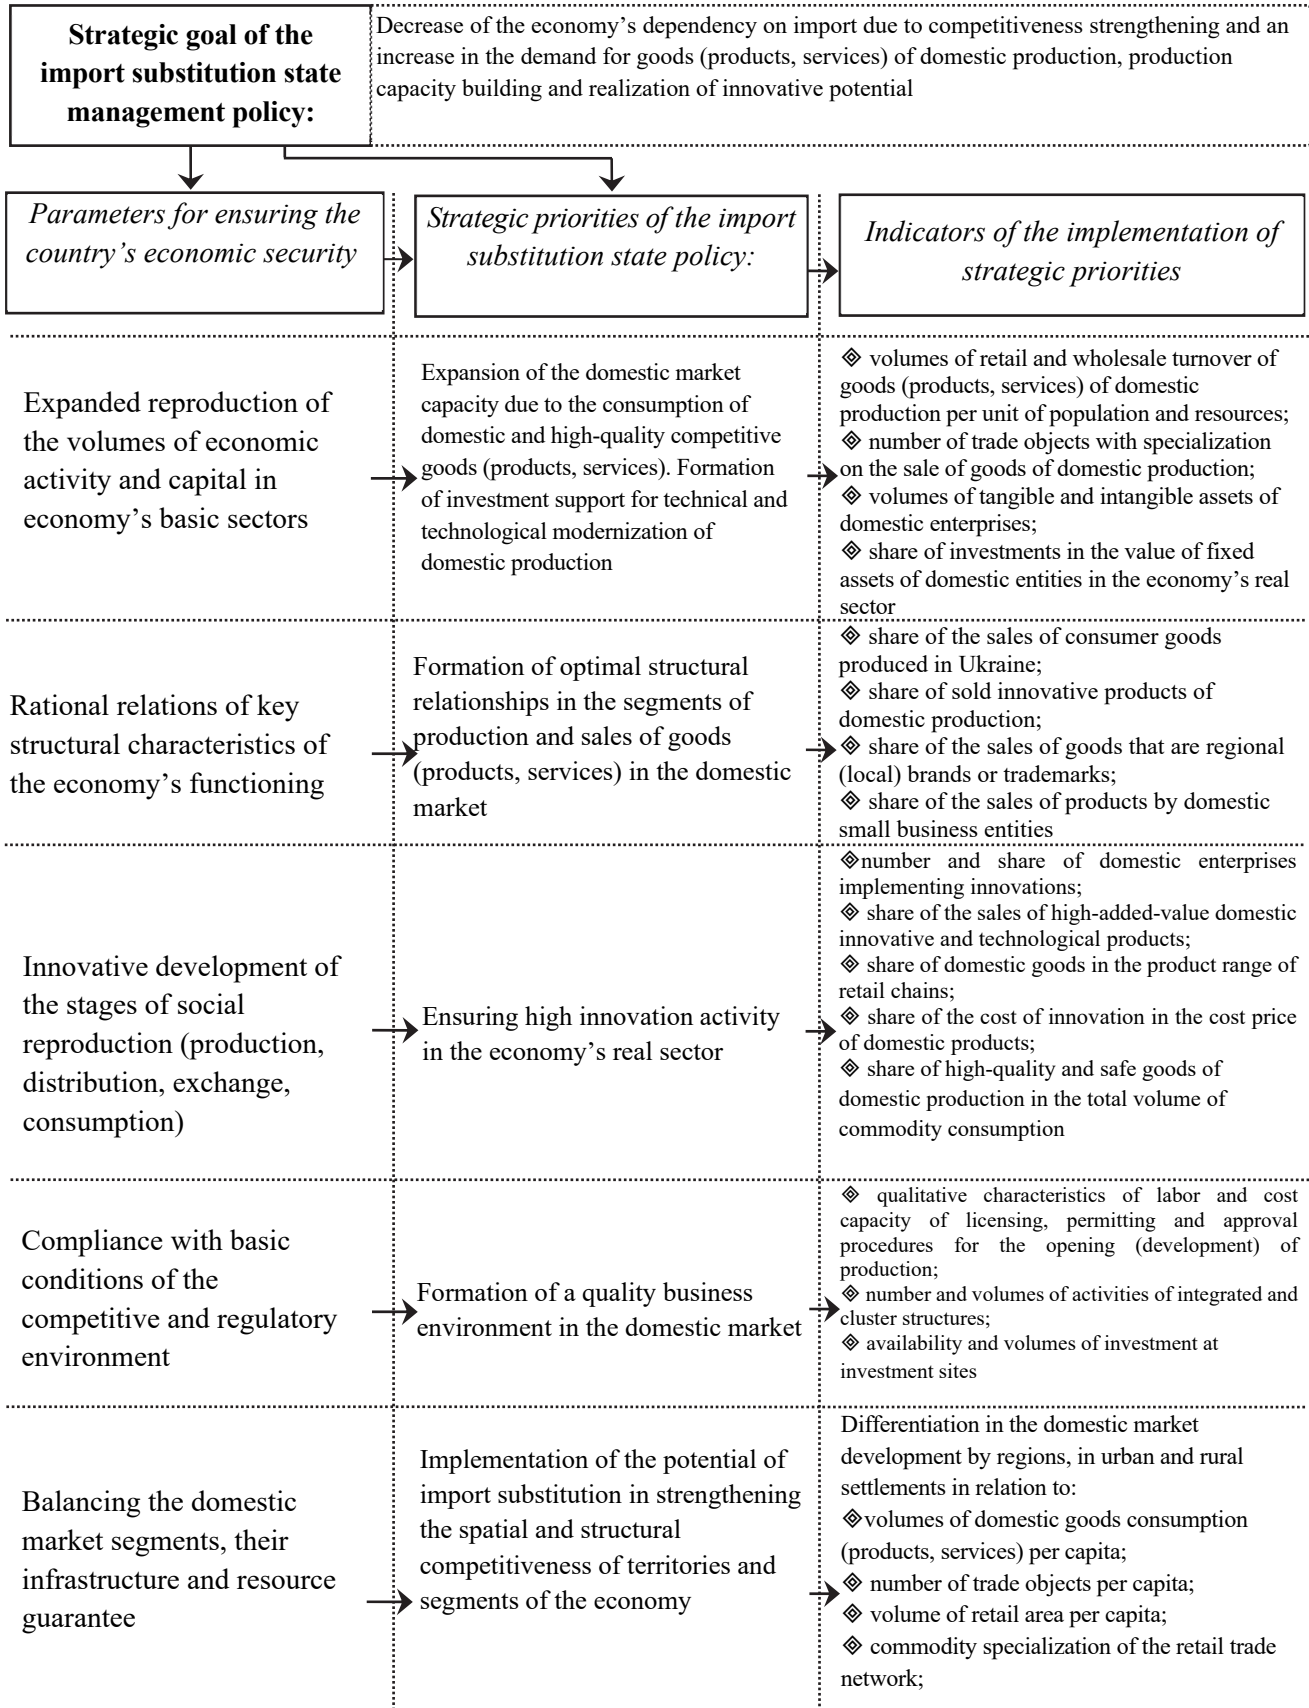 Strategic goal of the
import substitution state
management policy:
Decrease of the economy’s dependency on import due to competitiveness strengthening and an
increase in the demand for goods (products, services) of domestic production, production
capacity building and realization of innovative potential
Parameters for ensuring the
country’s economic security
Strategic priorities of the import
substitution state policy:
Indicators of the implementation of
strategic priorities
Expanded reproduction of
the volumes of economic
activity and capital in
economy’s basic sectors
Expansion of the domestic market
capacity due to the consumption of
domestic and high-quality competitive
goods (products, services). Formation
of investment support for technical and
technological modernization of
domestic production
◈ volumes of retail and wholesale turnover of
goods (products, services) of domestic
production per unit of population and resources;
◈ number of trade objects with specialization
on the sale of goods of domestic production;
◈ volumes of tangible and intangible assets of
domestic enterprises;
◈ share of investments in the value of fixed
assets of domestic entities in the economy’s real
sector
Rational relations of key
structural characteristics of
the economy’s functioning
Formation of optimal structural
relationships in the segments of
production and sales of goods
(products, services) in the domestic
market
◈ share of the sales of consumer goods
produced in Ukraine;
◈ share of sold innovative products of
domestic production;
◈ share of the sales of goods that are regional
(local) brands or trademarks;
◈ share of the sales of products by domestic
small business entities
Innovative development of
the stages of social
reproduction (production,
distribution, exchange,
consumption)
Ensuring high innovation activity
in the economy’s real sector
◈number and share of domestic enterprises
implementing innovations;
◈ share of the sales of high-added-value domestic
innovative and technological products;
◈ share of domestic goods in the product range of
retail chains;
◈ share of the cost of innovation in the cost price
of domestic products;
◈ share of high-quality and safe goods of
domestic production in the total volume of
commodity consumption
Compliance with basic
conditions of the
competitive and regulatory
environment
Formation of a quality business
environment in the domestic market
◈ qualitative characteristics of labor and cost
capacity of licensing, permitting and approval
procedures for the opening (development) of
production;
◈ number and volumes of activities of integrated and
cluster structures;
◈ availability and volumes of investment at
investment sites
Balancing the domestic
market segments, their
infrastructure and resource
guarantee
Implementation of the potential of
import substitution in strengthening
the spatial and structural
competitiveness of territories and
segments of the economy
Differentiation in the domestic market
development by regions, in urban and rural
settlements in relation to:
◈volumes of domestic goods consumption
(products, services) per capita;
◈ number of trade objects per capita;
◈ volume of retail area per capita;
◈ commodity specialization of the retail trade
network;